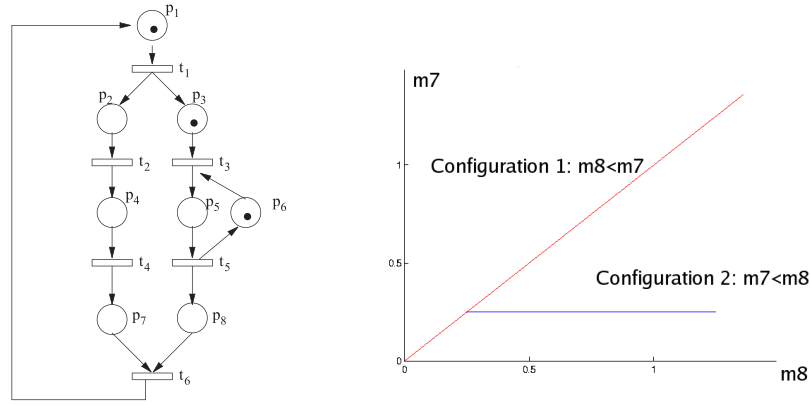 p1
t1
p2
p3
t2
t3
p4
p5
p6
t4
t5
p7
p8
t6
m7
Configuration 1: m8<m7
1
0.5
Configuration 2: m7<m8
0
0
0.5
1
m8